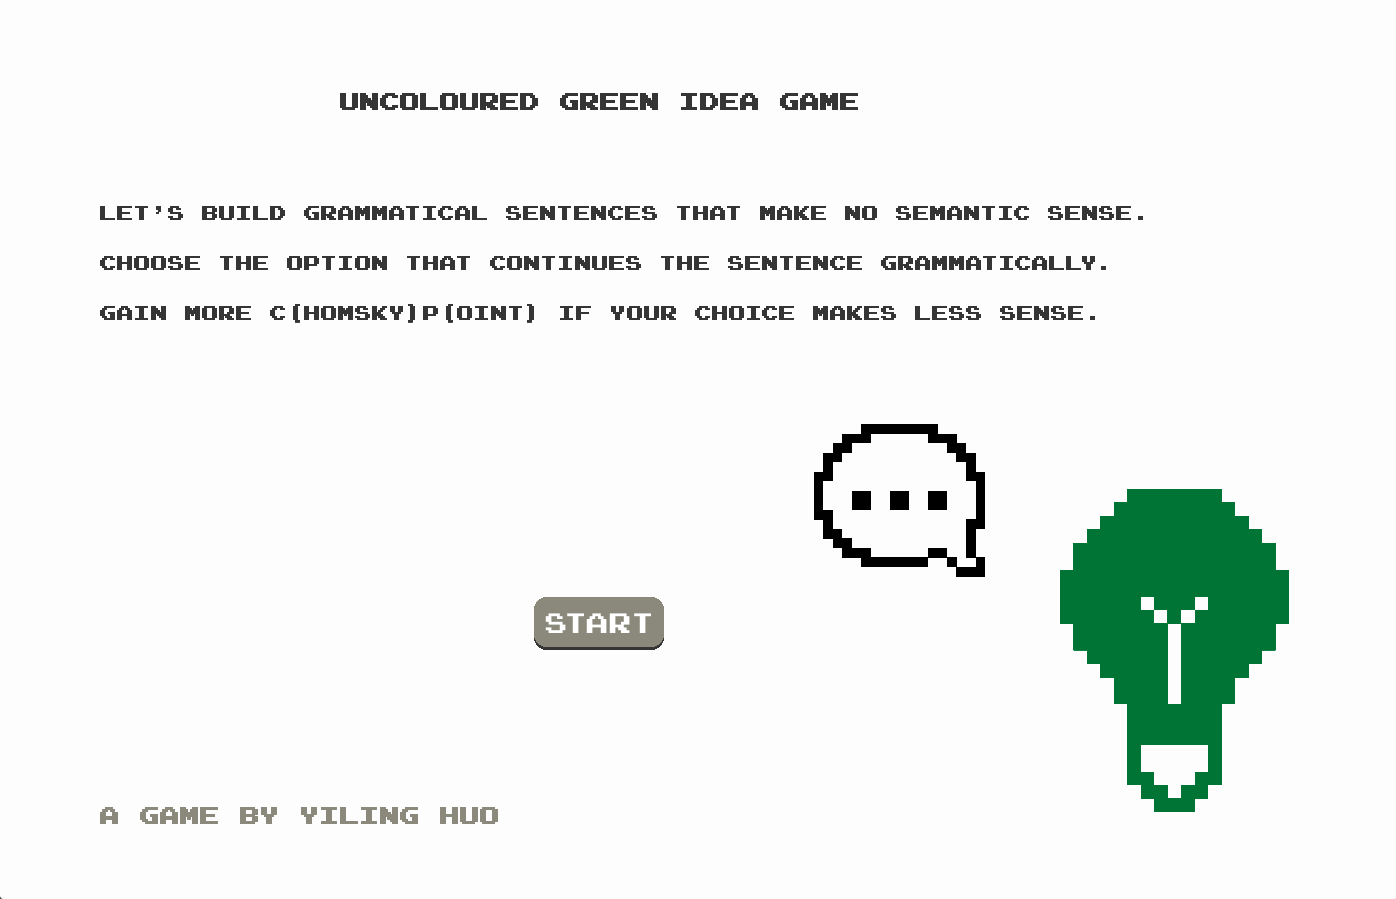 UNCOLOURED GREEN IDEA GAME
LET'S BUILD GRAMMATICAL SENTENCES THAT MAKE NO SEMANTIC SENSE.
CHOOSE THE OPTION THAT CONTINUES THE SENTENCE GRAMMATICALLY.
GAIN MORE C(HOMSKY)P(OINT) IF YOUR CHOICE MAKES LESS SENSE.
START
A GAME BY YILING HUO